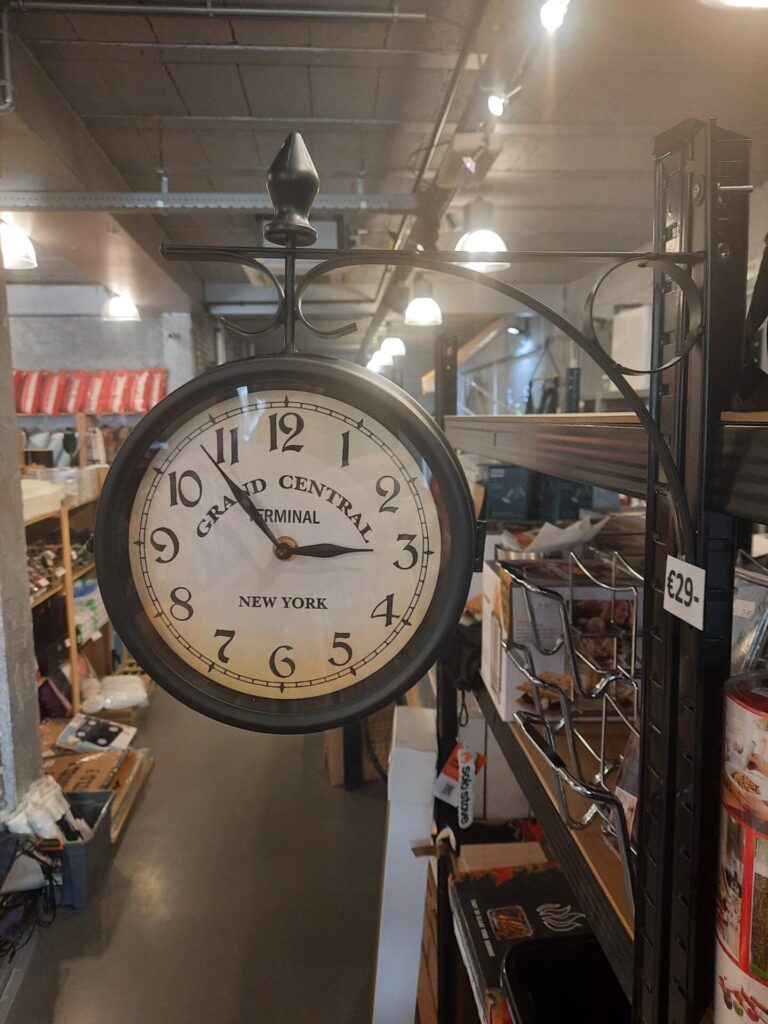 12
11 1
10 2
GRAND CENTRAL
TERMINAL
9 3
NEW YORK
8 4
7 5
6
€29-
solo stove